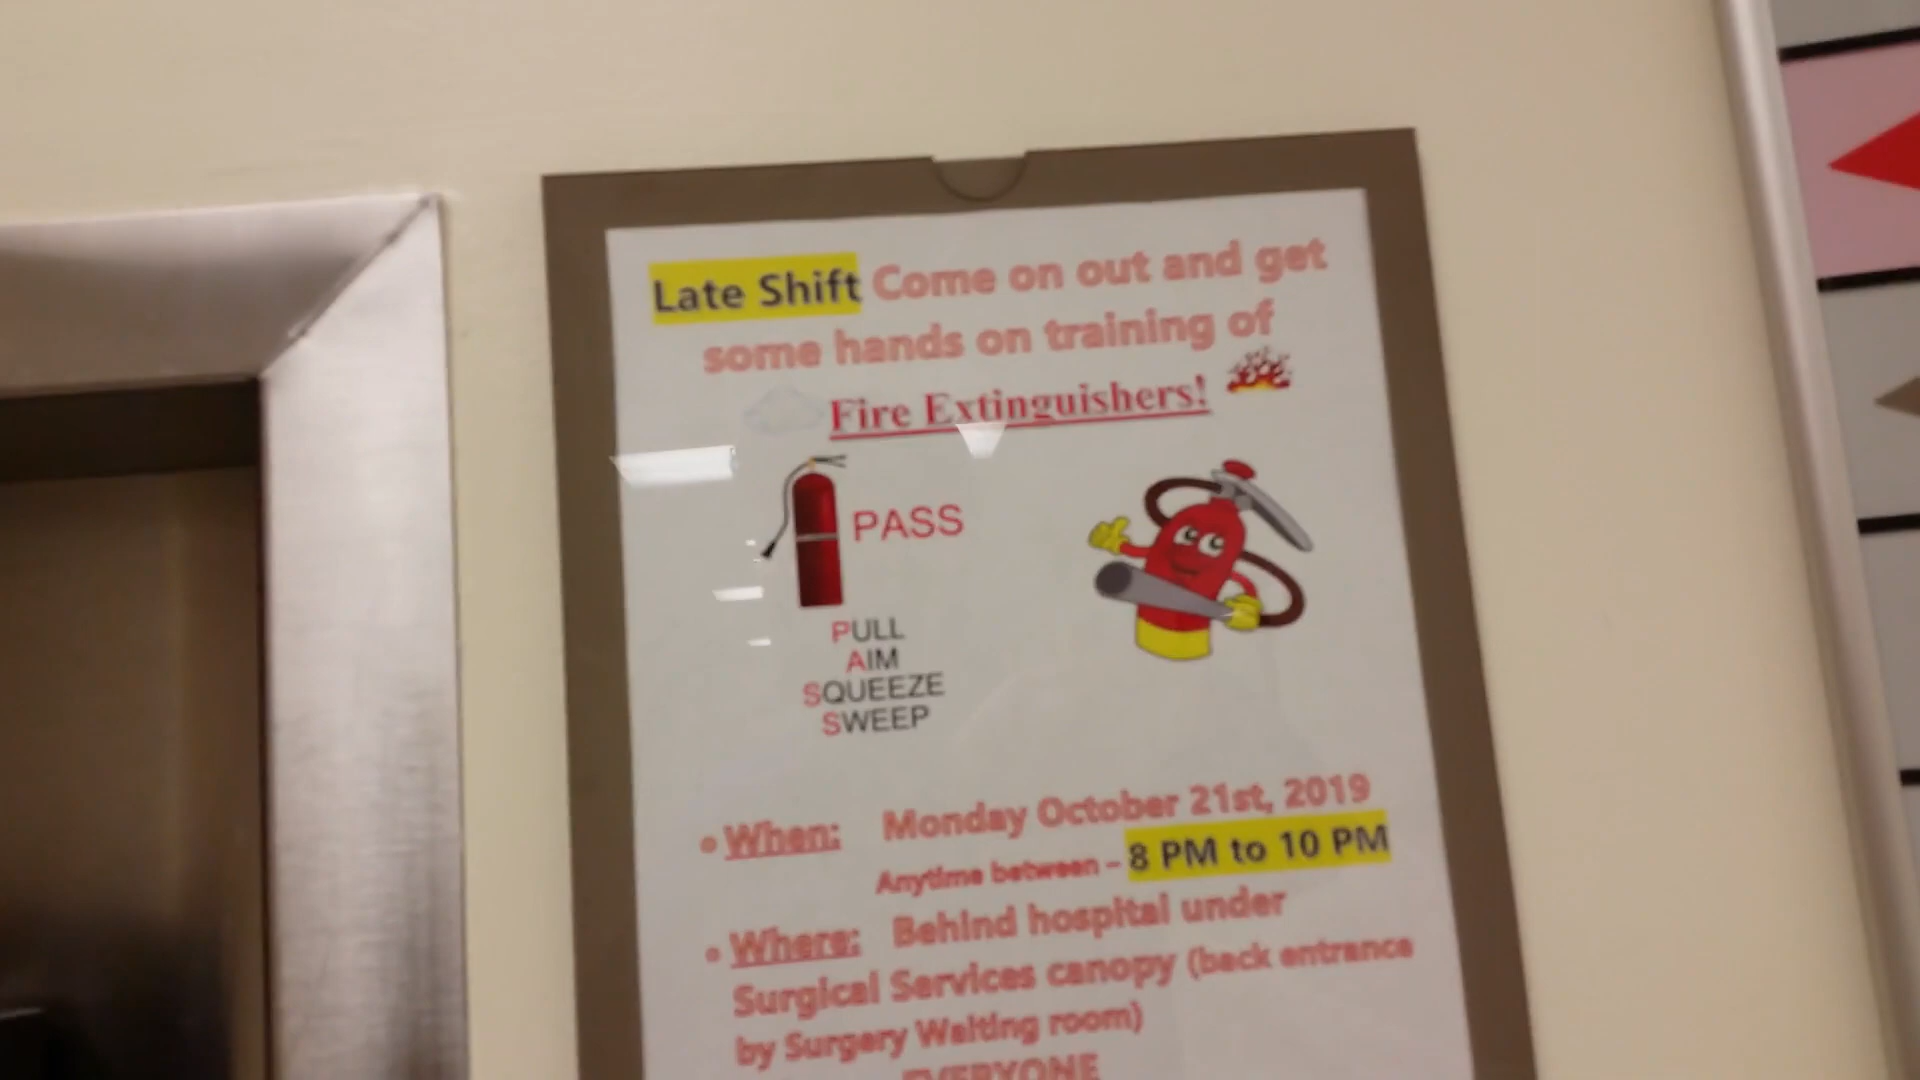 Late Shift Come on out and get
some hands on training of
Fire Extinguishers!
PASS
PULL
AIM
SQUEEZE
SWEEP
• When: Monday October 21st, 2019
Anytime between – 8 PM to 10 PM
• Where: Behind hospital under
Surgical Services canopy (back entrance
by Surgery Waiting room)
EVERYONE